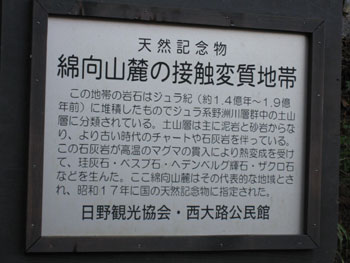 天然記念物
綿向山麓の接触変質地帯
この地帯の岩石はジュラ紀（約1.4億年～1.9億
年前）に堆積したものでジュラ系野洲川層群中の土山
層に分類されている。土山層は主に泥岩と砂岩からな
り、より古い時代のチャートや石灰岩を伴っている。
この石灰岩が高温のマグマの貫入により熱変成を受け
て、珪灰石・ベスブ石・ヘデンベルグ輝石・ザクロ石
などを生んだ。ここ綿向山麓はその代表的な地域とさ
れ、昭和17年に国の天然記念物に指定された。
日野観光協会・西大路公民館